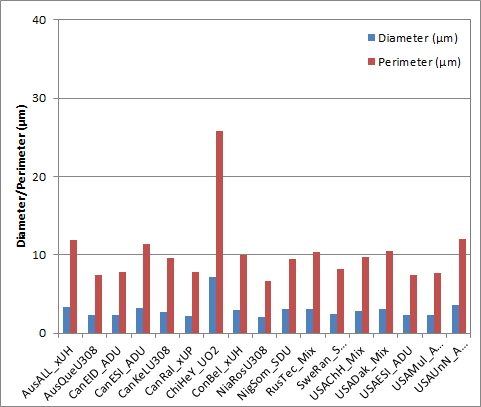 40
30
20
10
0
Diameter/Perimeter (µm)
Diameter (µm)
Perimeter (µm)
AusALL_xUH
AusQueU308
CanEID_ADU
CanESI_ADU
CanKeLU308
CanRal_xUP
ChiHeY_UO2
ConBel_xUH
NiaRosU308
NigSom_SDU
RusTec_Mix
SweRan_S...
USAChH_Mix
USADak_Mix
USAESI_ADU
USAMul_A...
USAUnN_A...